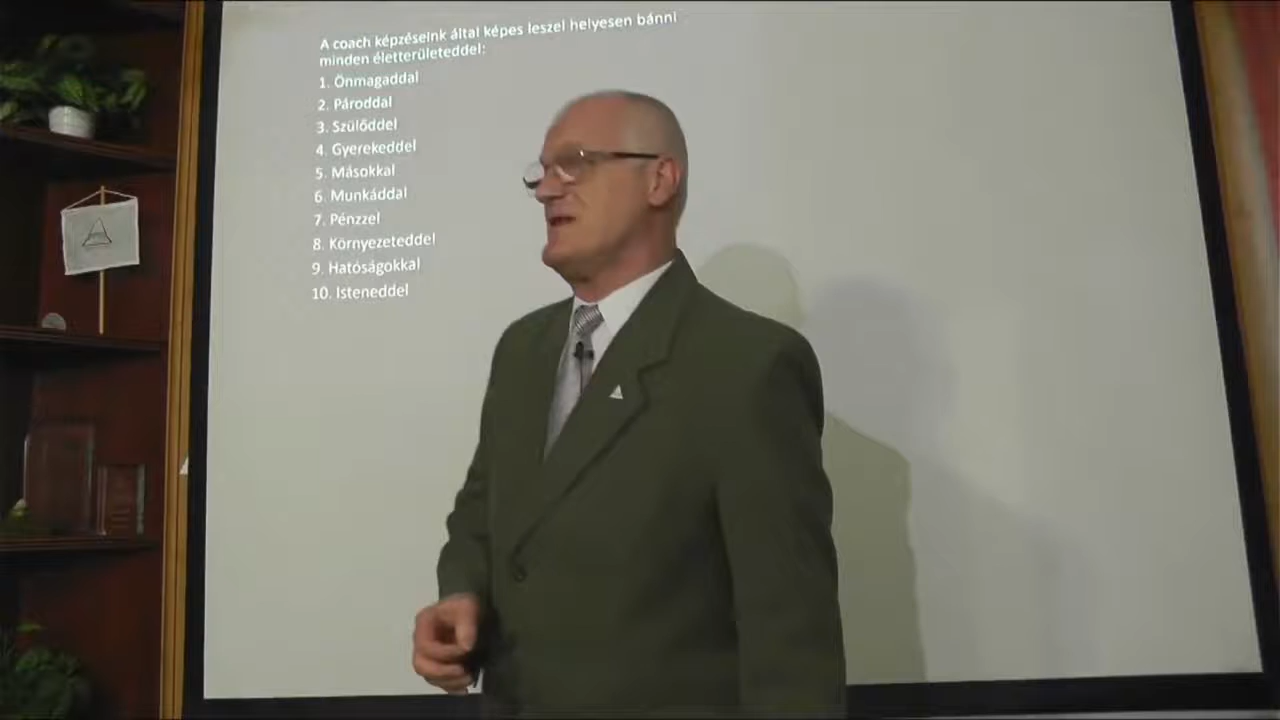 A coach képzéseink által képes leszel helyesen bánni
minden életterületeddel:
1. Önmagaddal
2. Pároddal
3. Szülőddel
4. Gyerekeddel
5. Másokkal
6. Munkáddal
7. Pénzzel
8. Környezeteddel
9. Hatóságokkal
10. Isteneddel